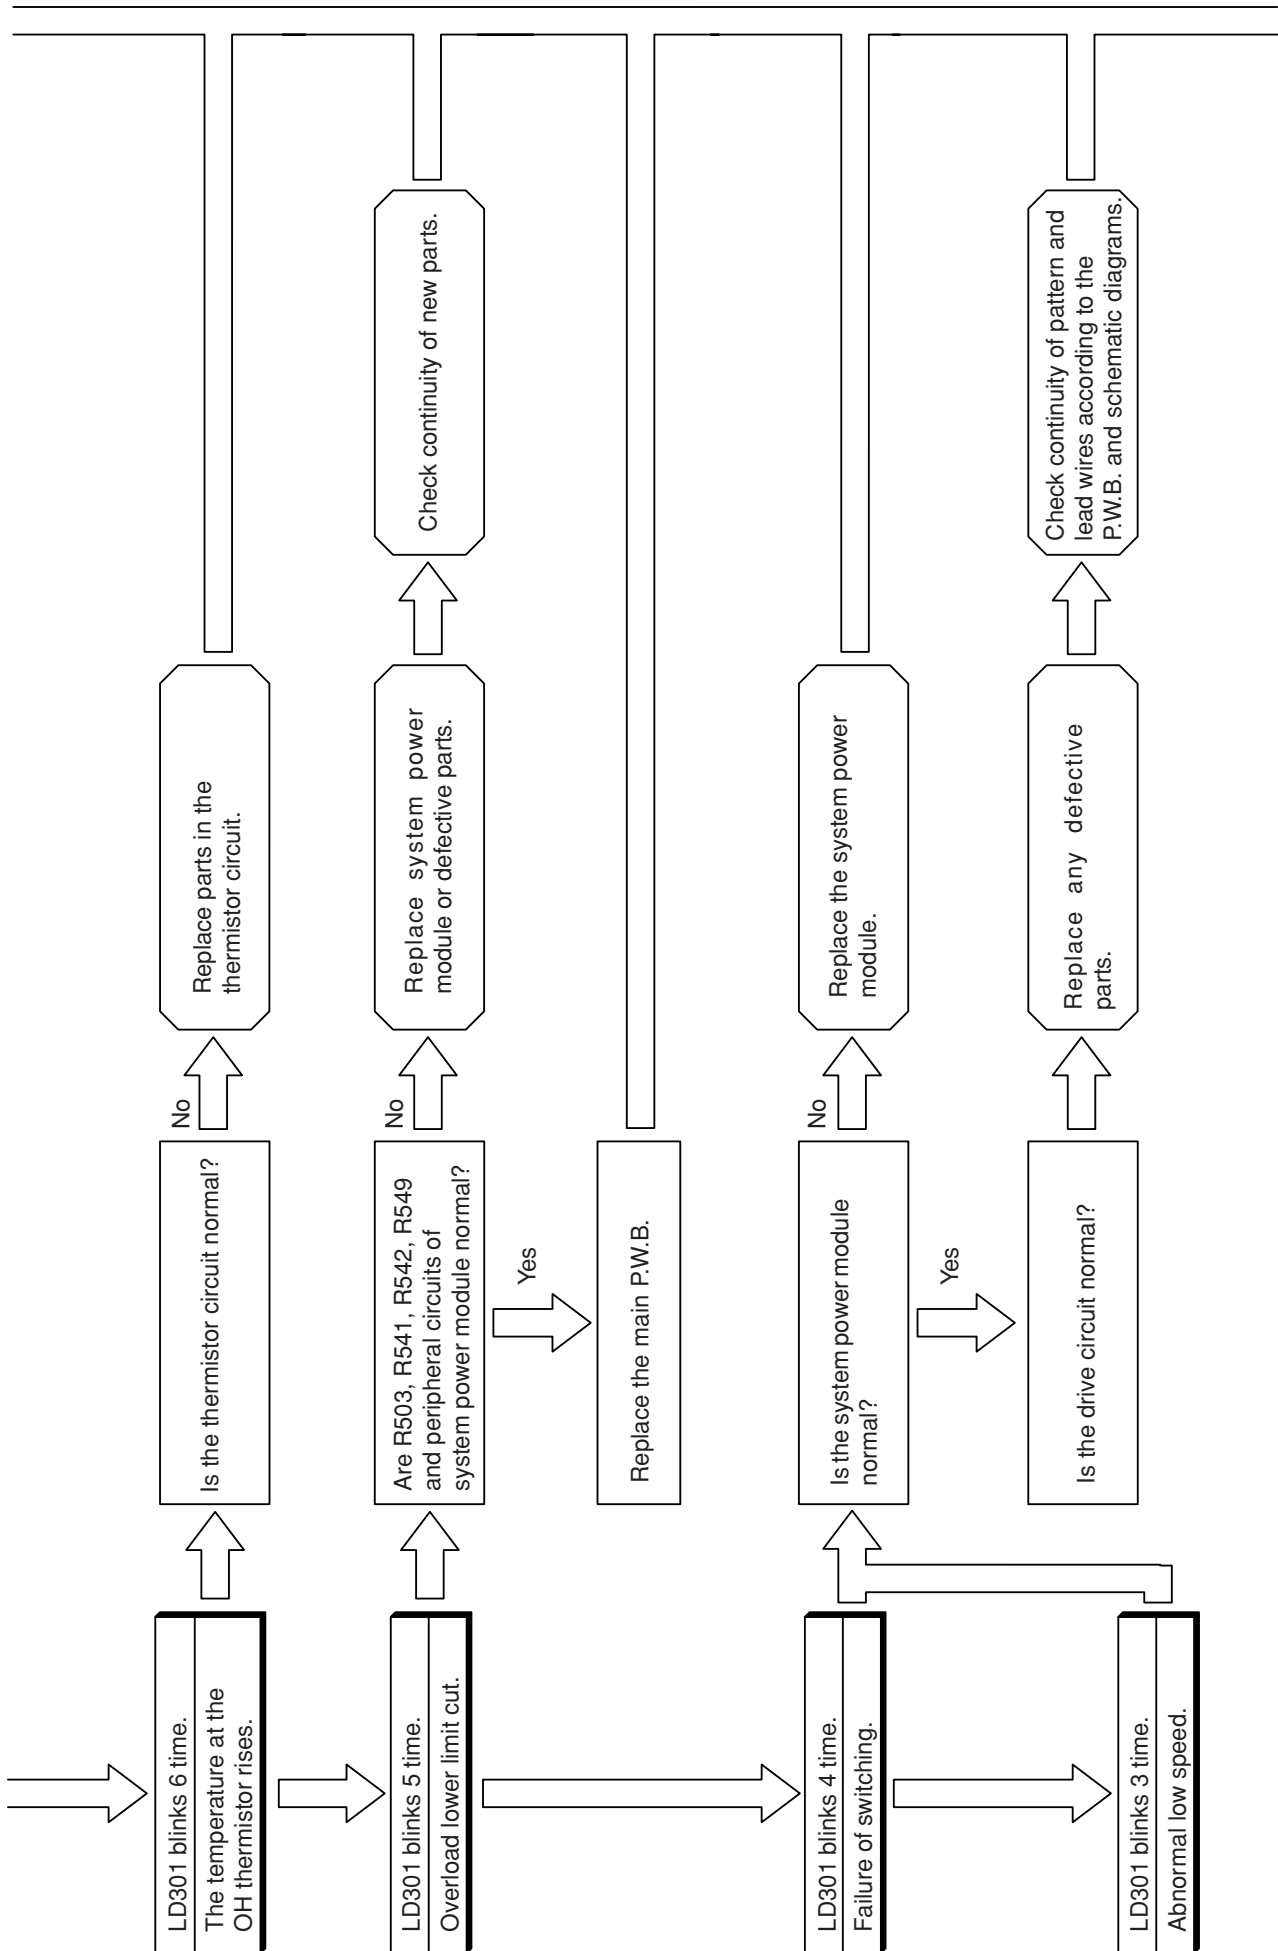 LD301 blinks 6 time.
The temperature at the
OH thermistor rises.
Is the thermistor circuit normal?
No
Replace parts in the
thermistor circuit.
LD301 blinks 5 time.
Overload lower limit cut.
Are R503, R541, R542, R549
and peripheral circuits of
system power module normal?
No
Replace system power
module or defective parts.
Check continuity of new parts.
Yes
Replace the main P.W.B.
LD301 blinks 4 time.
Failure of switching.
Is the system power module
normal?
No
Replace the system power
module.
Yes
Is the drive circuit normal?
Replace any defective
parts.
Check continuity of pattern and
lead wires according to the
P.W.B. and schematic diagrams.
LD301 blinks 3 time.
Abnormal low speed.